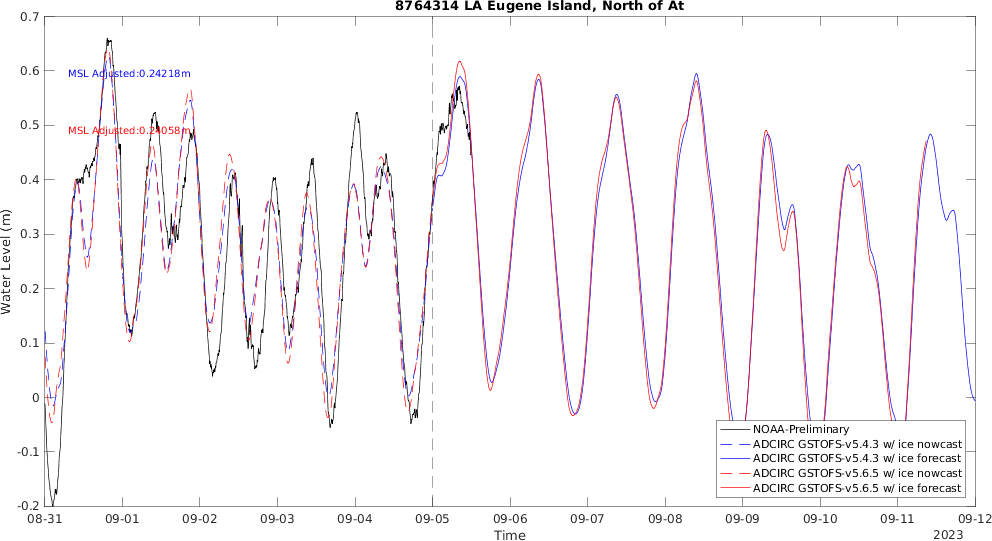 8764314 LA Eugene Island, North of At
0.7
0.6
0.5
0.4
0.3
0.2
0.1
0
-0.1
-0.2
Water Level (m)
MSL Adjusted:0.24218m
MSL Adjusted:0.24058m
NOAA-Preliminary
ADCIRC GSTOFS-v5.4.3 w/ ice nowcast
ADCIRC GSTOFS-v5.4.3 w/ ice forecast
ADCIRC GSTOFS-v5.6.5 w/ ice nowcast
ADCIRC GSTOFS-v5.6.5 w/ ice forecast
08-31 09-01 09-02 09-03 09-04 09-05 09-06 09-07 09-08 09-09 09-10 09-11 09-12
Time
2023